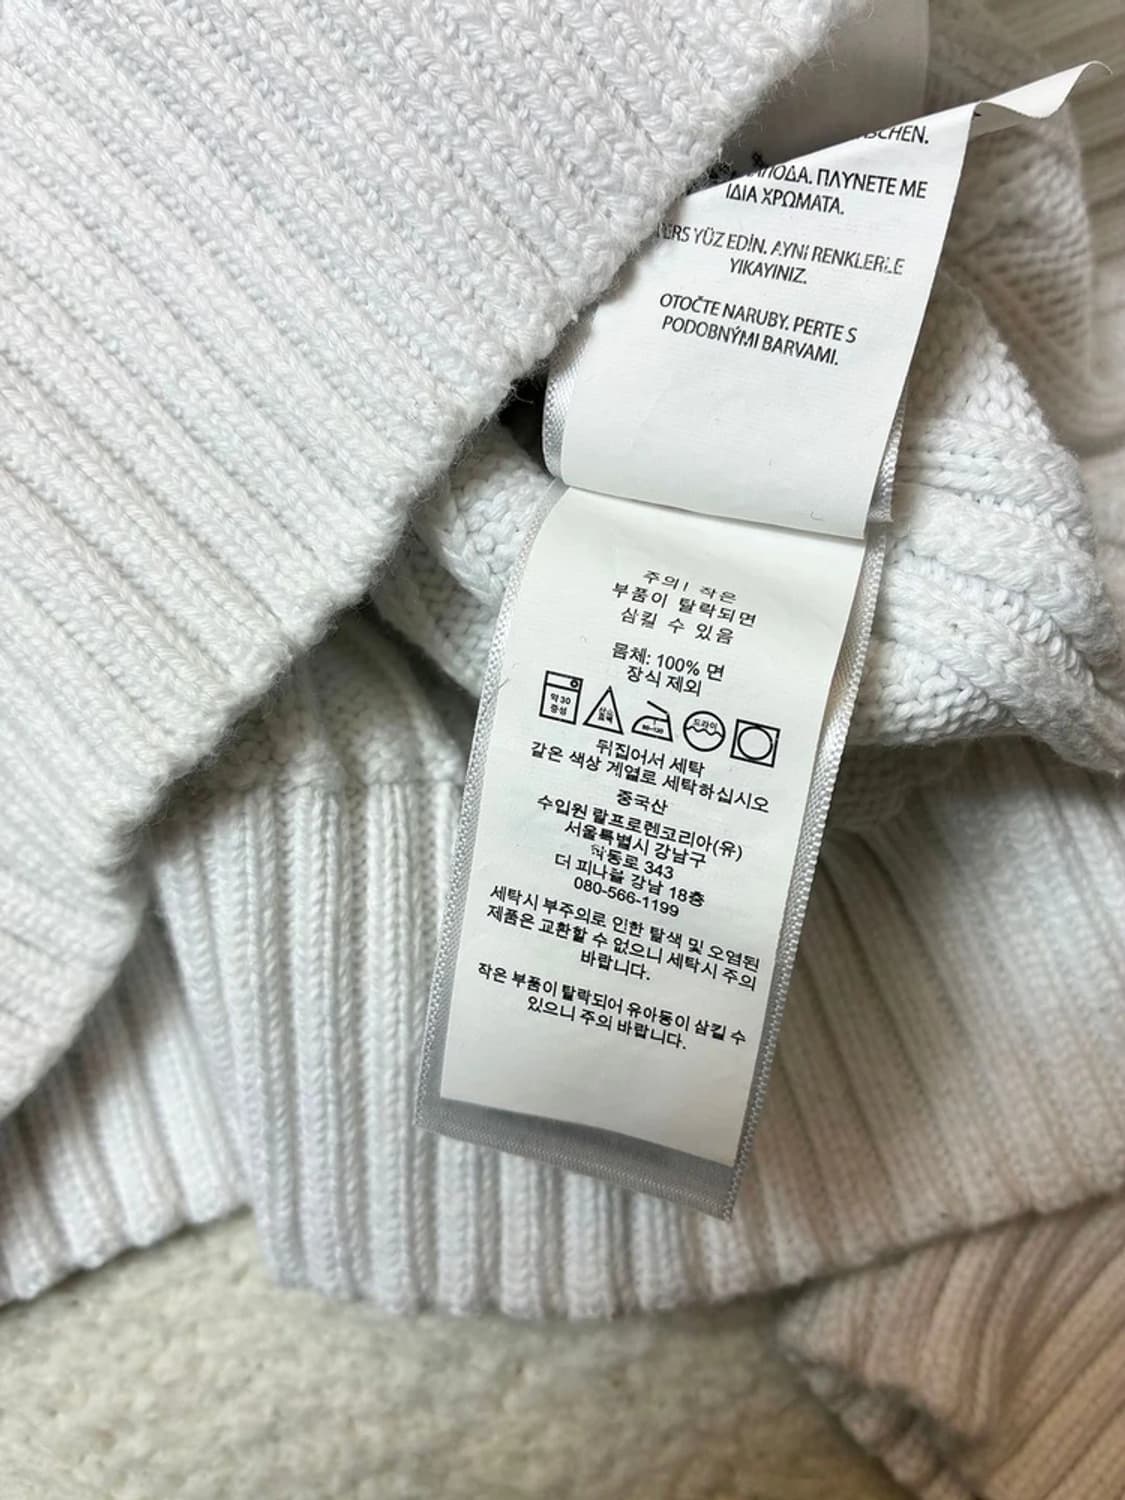 ΠΛΥΝΕΤΕ ΜΕ
ΙΔΙΑ ΧΡΩΜΑΤΑ.
YÜZ EDİN. AYNI RENKLERLE
YIKAYINIZ.
OTOČTE NARUBY. PERTE S
PODOBNÝMI BARVAMI.
주의! 작은
부품이 탈락되면
삼킬 수 있음
몸체: 100% 면
장식 제외
약 30
중성
드라이
뒤집어서 세탁
같은 색상 계열로 세탁하십시오
중국산
수입원 랄프로렌코리아(유)
서울특별시 강남구
343
더 피나클 강남 18층
080-566-1199
세탁시 부주의로 인한 탈색 및 오염된
제품은 교환할 수 없으니 세탁시 주의
바랍니다.
작은 부품이 탈락되어 유아동이 삼킬 수
있으니 주의 바랍니다.